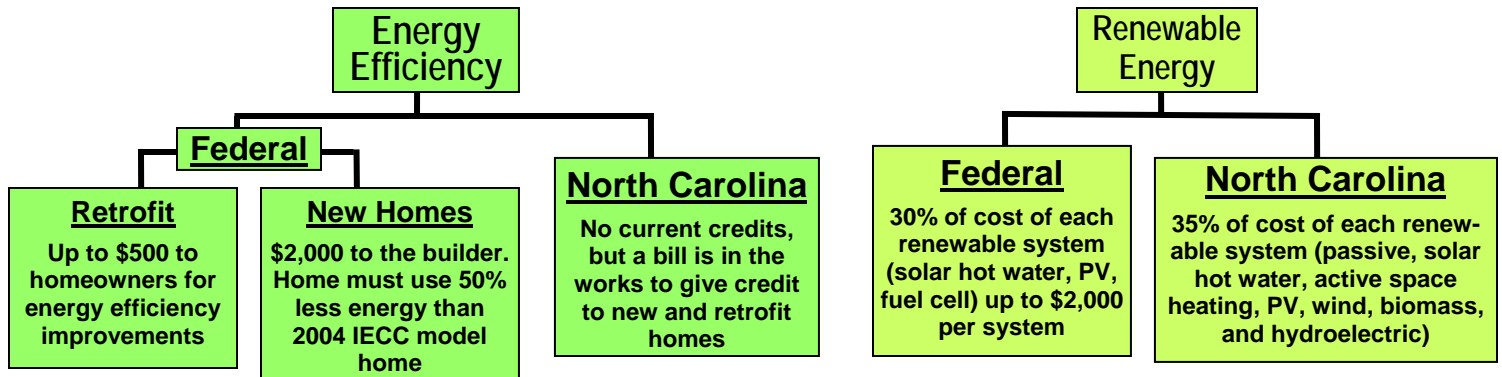 Energy
Efficiency
Federal
Retrofit
Up to $500 to
homeowners for
energy efficiency
improvements
New Homes
$2,000 to the builder.
Home must use 50%
less energy than
2004 IECC model
home
North Carolina
No current credits,
but a bill is in the
works to give credit
to new and retrofit
homes
Renewable
Energy
Federal
30% of cost of each
renewable system
(solar hot water, PV,
fuel cell) up to $2,000
per system
North Carolina
35% of cost of each renew-
able system (passive, solar
hot water, active space
heating, PV, wind, biomass,
and hydroelectric)